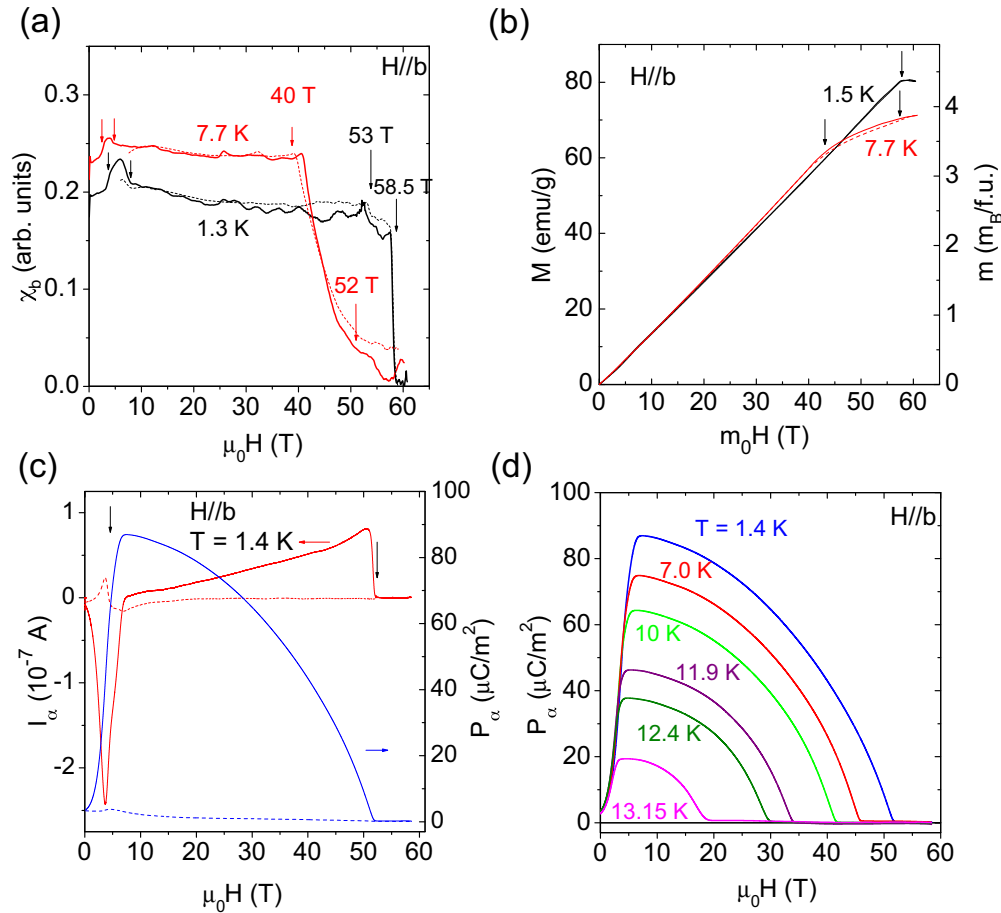 (a)
H//b
0.3
0.2
0.1
0.0
χb (arb. units)
40 T
7.7 K
53 T
58.5 T
1.3 K
52 T
0 10 20 30 40 50 60
μ0H (T)
(b)
H//b
80
60
40
20
0
M (emu/g)
1.5 K
7.7 K
4
3
2
1
0
m (mB/f.u.)
0 10 20 30 40 50 60
m0H (T)
(c)
H//b
T = 1.4 K
1
0
-1
-2
Iα (10-7 A)
100
80
60
40
20
0
Pα (μC/m2)
0 10 20 30 40 50 60
μ0H (T)
(d)
H//b
100
80
60
40
20
0
Pα (μC/m2)
T = 1.4 K
7.0 K
10 K
11.9 K
12.4 K
13.15 K
0 10 20 30 40 50 60
μ0H (T)